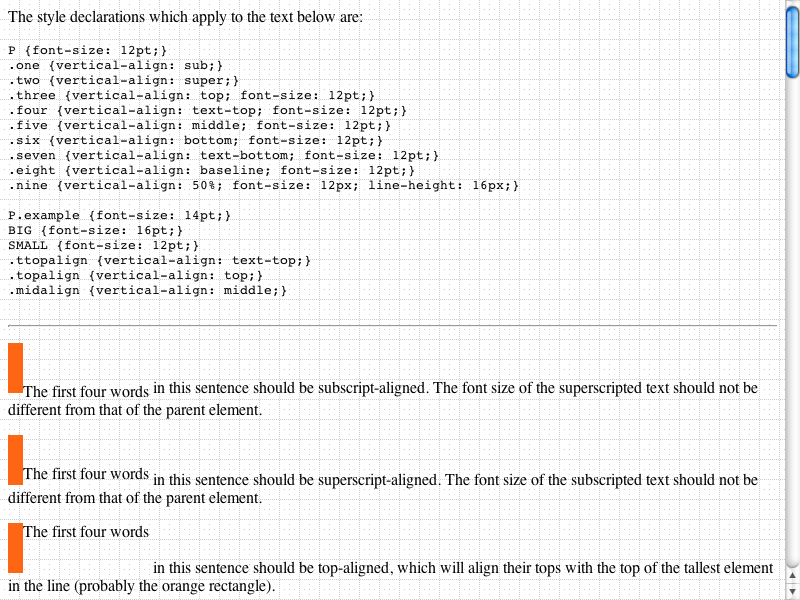 The style declarations which apply to the text below are:
P {font-size: 12pt;}
.one {vertical-align: sub;}
.two {vertical-align: super;}
.three {vertical-align: top; font-size: 12pt;}
.four {vertical-align: text-top; font-size: 12pt;}
.five {vertical-align: middle; font-size: 12pt;}
.six {vertical-align: bottom; font-size: 12pt;}
.seven {vertical-align: text-bottom; font-size: 12pt;}
.eight {vertical-align: baseline; font-size: 12pt;}
.nine {vertical-align: 50%; font-size: 12px; line-height: 16px;}
P.example {font-size: 14pt;}
BIG {font-size: 16pt;}
SMALL {font-size: 12pt;}
.ttopalign {vertical-align: text-top;}
.topalign {vertical-align: top;}
.midalign {vertical-align: middle;}
The first four words in this sentence should be subscript-aligned. The font size of the superscripted text should not be
different from that of the parent element.
The first four words in this sentence should be superscript-aligned. The font size of the subscripted text should not be
different from that of the parent element.
The first four words in this sentence should be top-aligned, which will align their tops with the top of the tallest element
in the line (probably the orange rectangle).